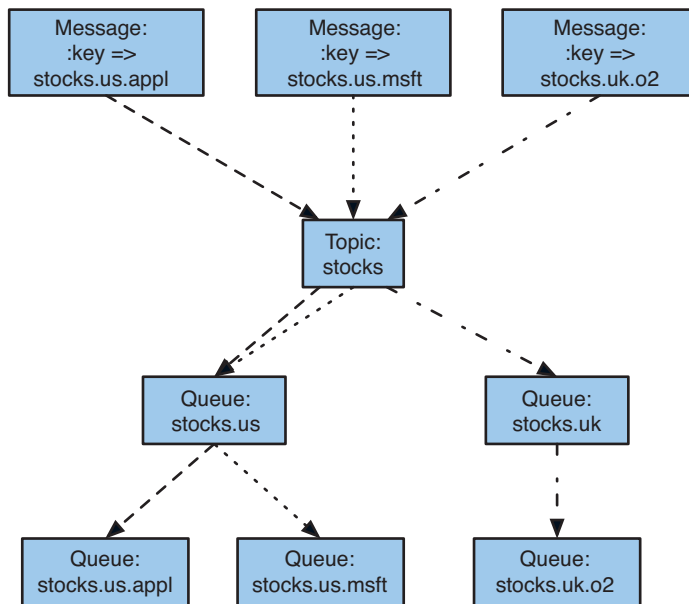 Message:
:key =>
stocks.us.appl
Message:
:key =>
stocks.us.msft
Message:
:key =>
stocks.uk.o2
Topic:
stocks
Queue:
stocks.us
Queue:
stocks.uk
Queue:
stocks.us.appl
Queue:
stocks.us.msft
Queue:
stocks.uk.o2